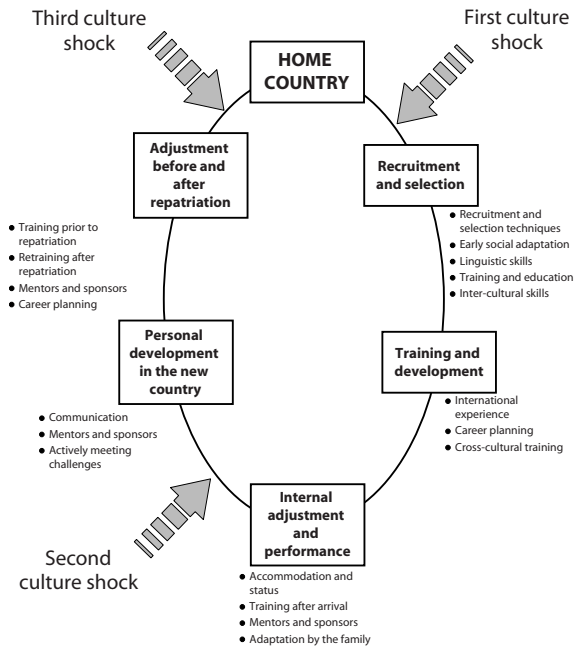 Third culture
shock
First culture
shock
HOME
COUNTRY
Adjustment
before and
after
repatriation
Recruitment
and selection
● Training prior to
repatriation
● Retraining after
repatriation
● Mentors and sponsors
● Career planning
● Recruitment and
selection techniques
● Early social adaptation
● Linguistic skills
● Training and education
● Inter-cultural skills
Personal
development
in the new
country
Training and
development
● Communication
● Mentors and sponsors
● Actively meeting
challenges
● International
experience
● Career planning
● Cross-cultural training
Internal
adjustment
and
performance
Second
culture shock
● Accommodation and
status
● Training after arrival
● Mentors and sponsors
● Adaptation by the family